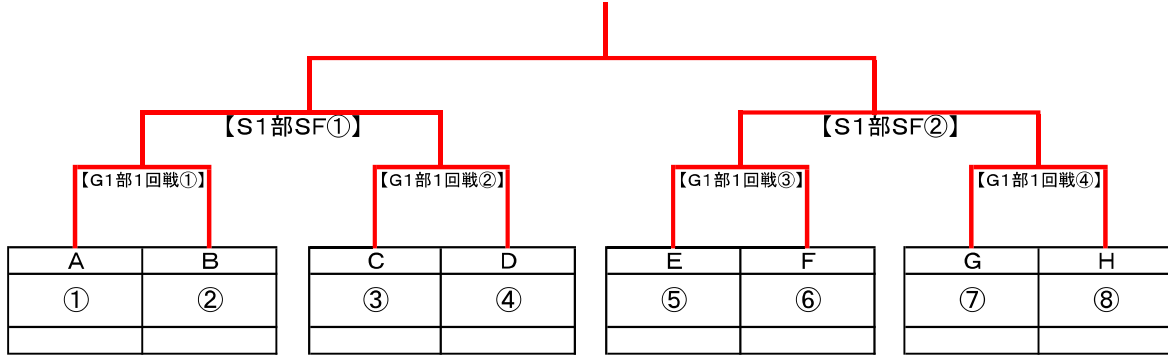 【S1部SF①】 【S1部SF②】
【G1部1回戦①】 【G1部1回戦②】 【G1部1回戦③】 【G1部1回戦④】
A B C D E F G H
① ② ③ ④ ⑤ ⑥ ⑦ ⑧